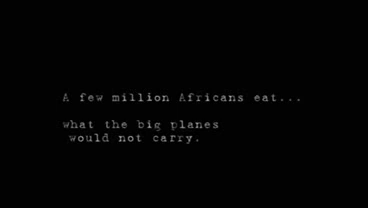 A few million Africans eat...
what the big planes
would not carry.